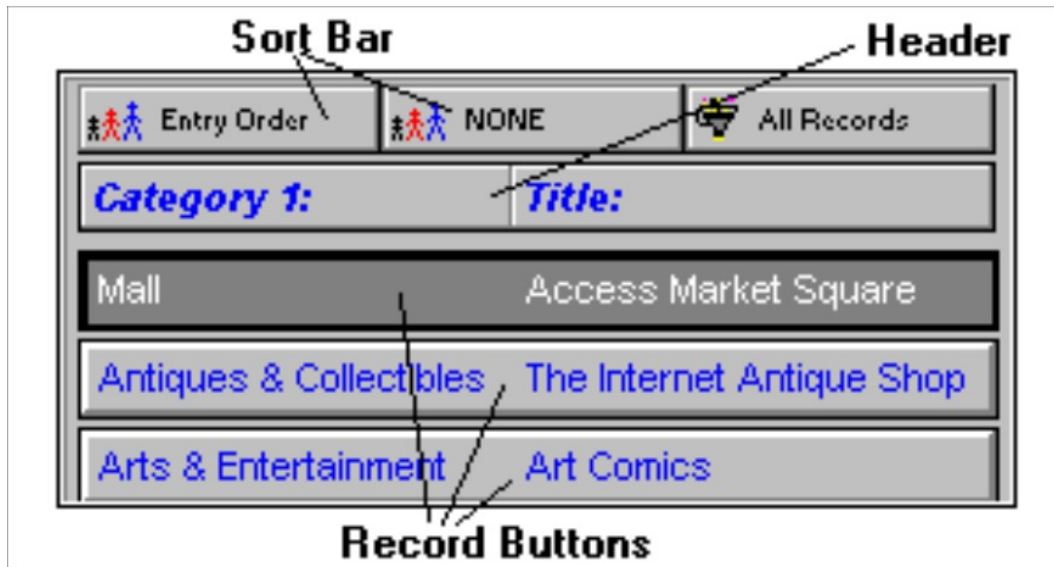 Sort Bar Header
Entry Order NONE All Records
Category 1: Title:
Mall Access Market Square
Antiques & Collectibles The Internet Antique Shop
Arts & Entertainment Art Comics
Record Buttons